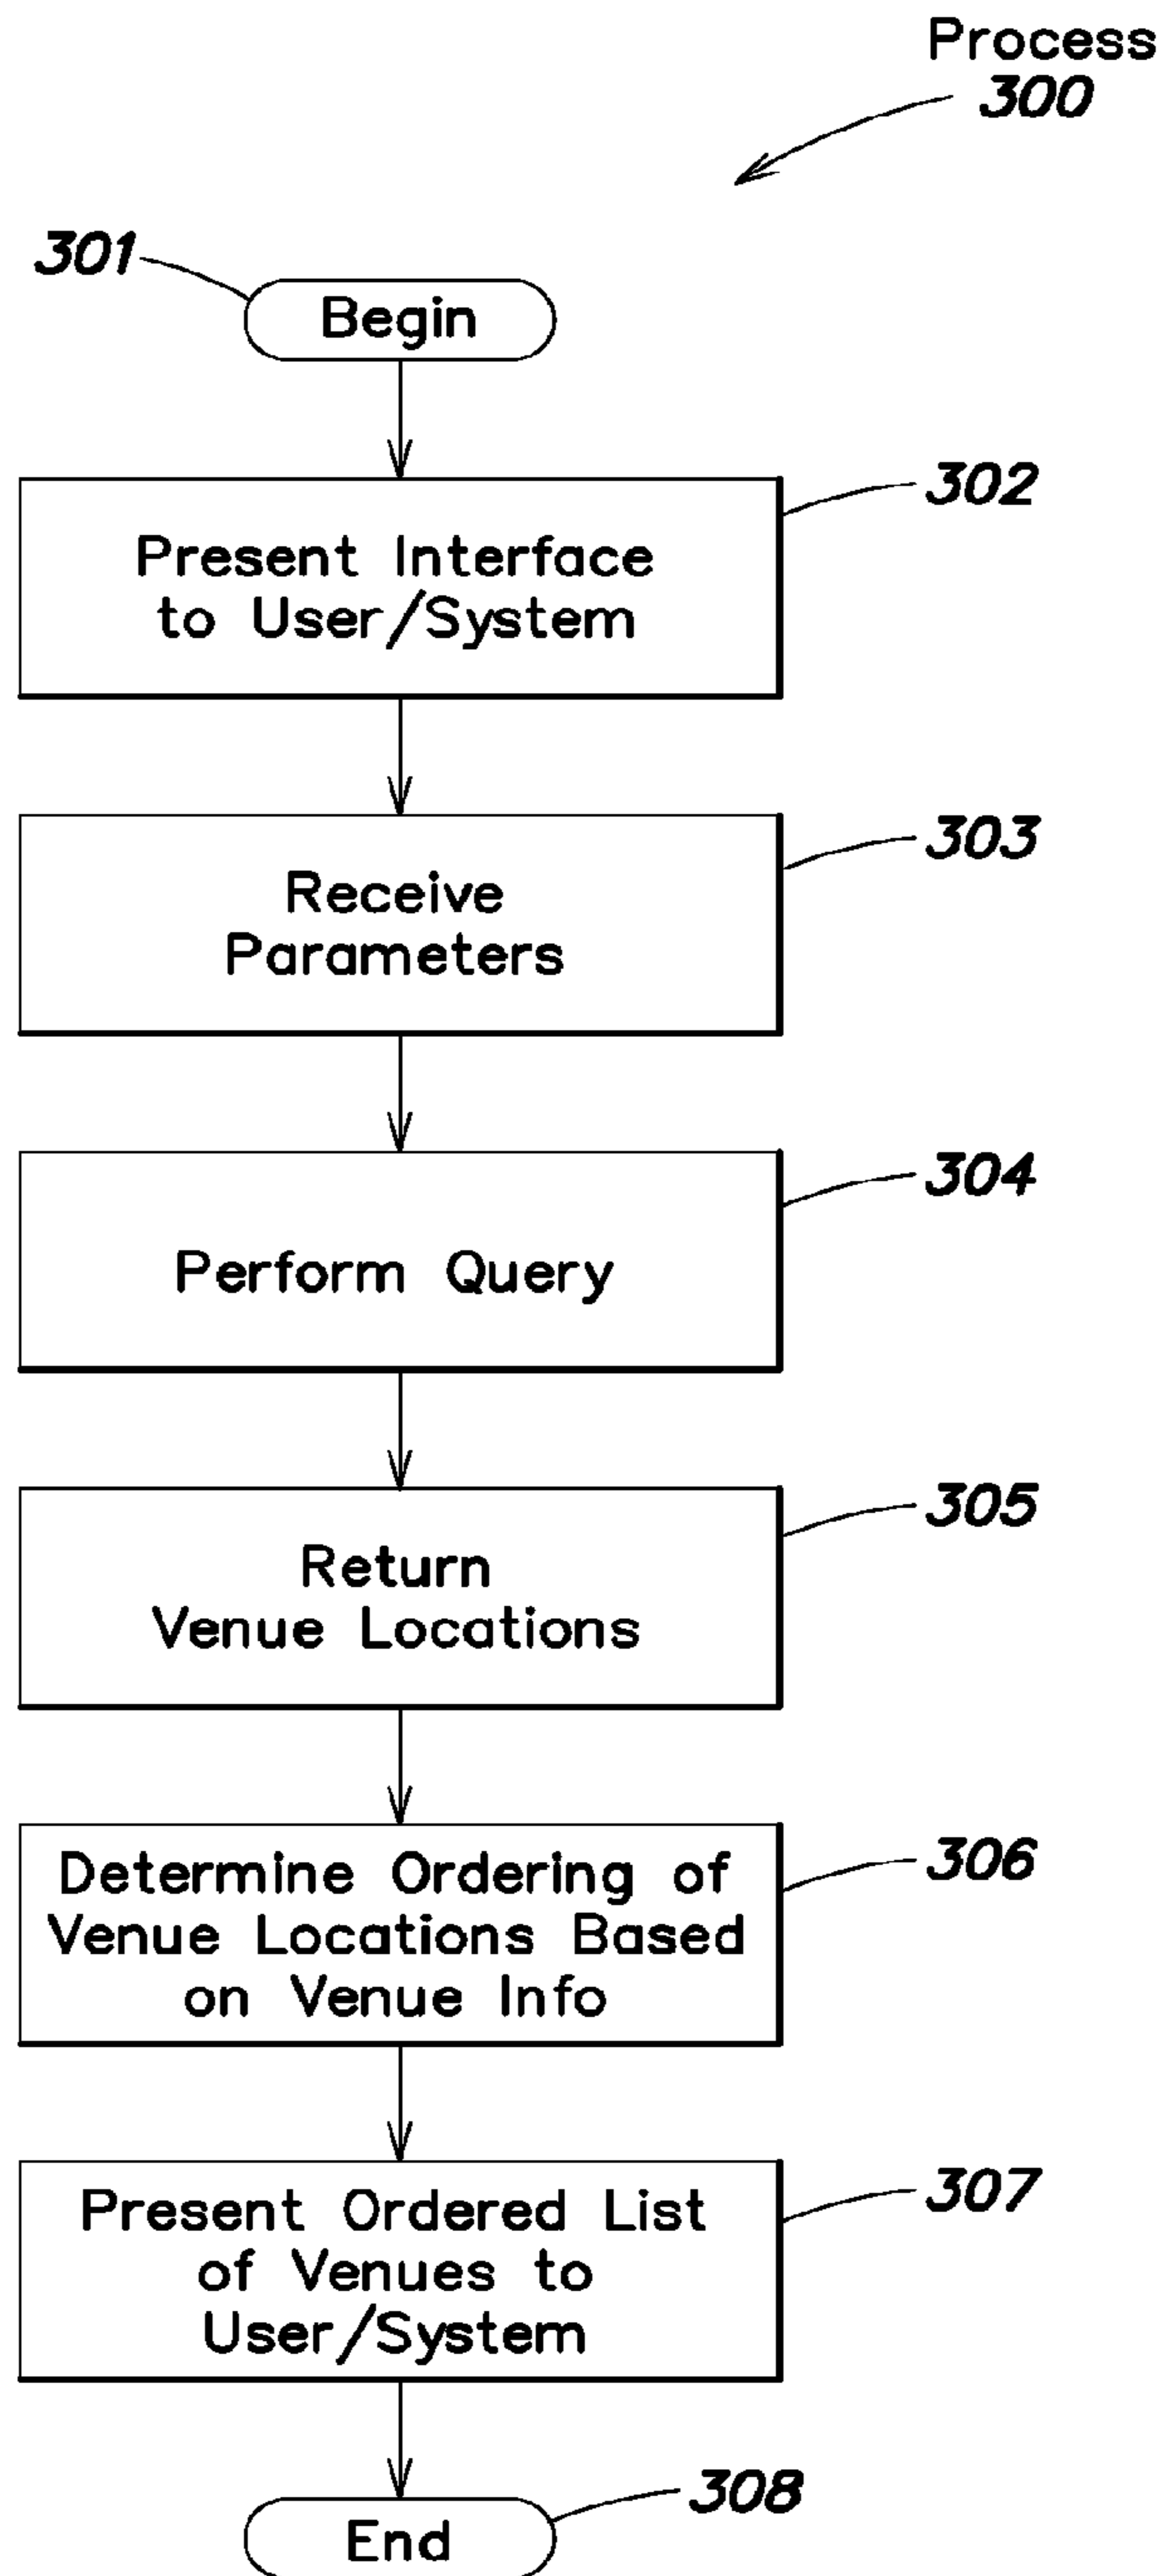 Process
300
301
Begin
302
Present Interface
to User/System
303
Receive
Parameters
304
Perform Query
305
Return
Venue Locations
306
Determine Ordering of
Venue Locations Based
on Venue Info
307
Present Ordered List
of Venues to
User/System
308
End